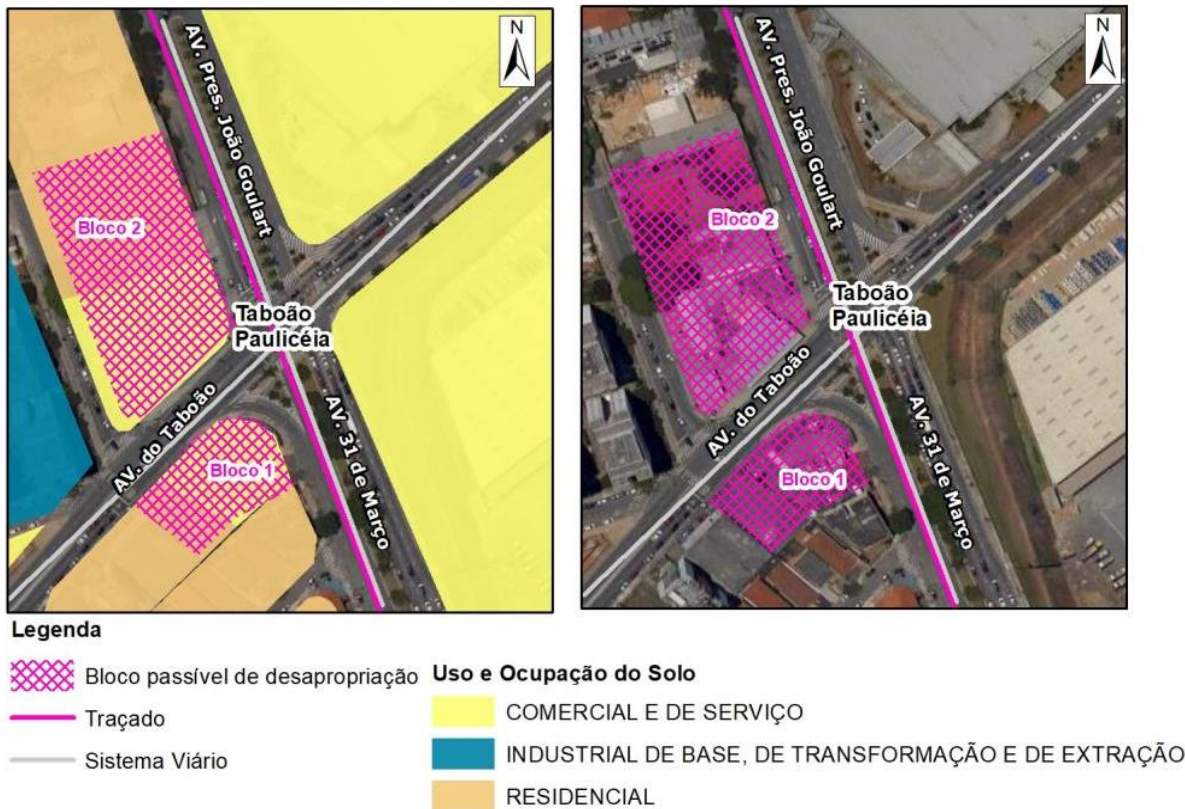 N
AV. Pres. João Goulart
Bloco 2
Taboão
Paulicéia
AV. do Taboão
Bloco 1
AV. 31 de Março
N
AV. Pres. João Goulart
Bloco 2
Taboão
Paulicéia
AV. do Taboão
Bloco 1
AV. 31 de Março
Legenda
Bloco passível de desapropriação
Traçado
Sistema Viário
Uso e Ocupação do Solo
COMERCIAL E DE SERVIÇO
INDUSTRIAL DE BASE, DE TRANSFORMAÇÃO E DE EXTRAÇÃO
RESIDENCIAL